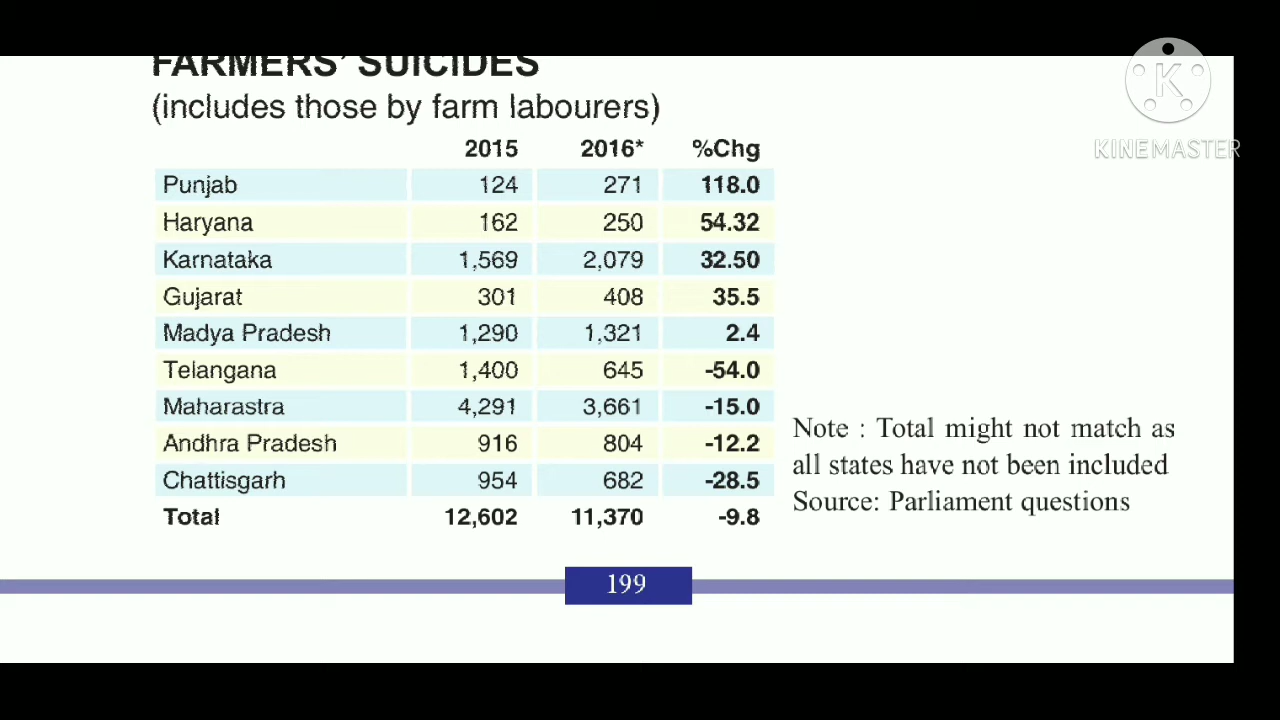 FARMERS' SUICIDES
(includes those by farm labourers)
2015 2016* %Chg
Punjab 124 271 118.0
Haryana 162 250 54.32
Karnataka 1,569 2,079 32.50
Gujarat 301 408 35.5
Madya Pradesh 1,290 1,321 2.4
Telangana 1,400 645 -54.0
Maharastra 4,291 3,661 -15.0
Andhra Pradesh 916 804 -12.2
Chattisgarh 954 682 -28.5
Total 12,602 11,370 -9.8
Note : Total might not match as
all states have not been included
Source: Parliament questions
199
K
KINEMASTER